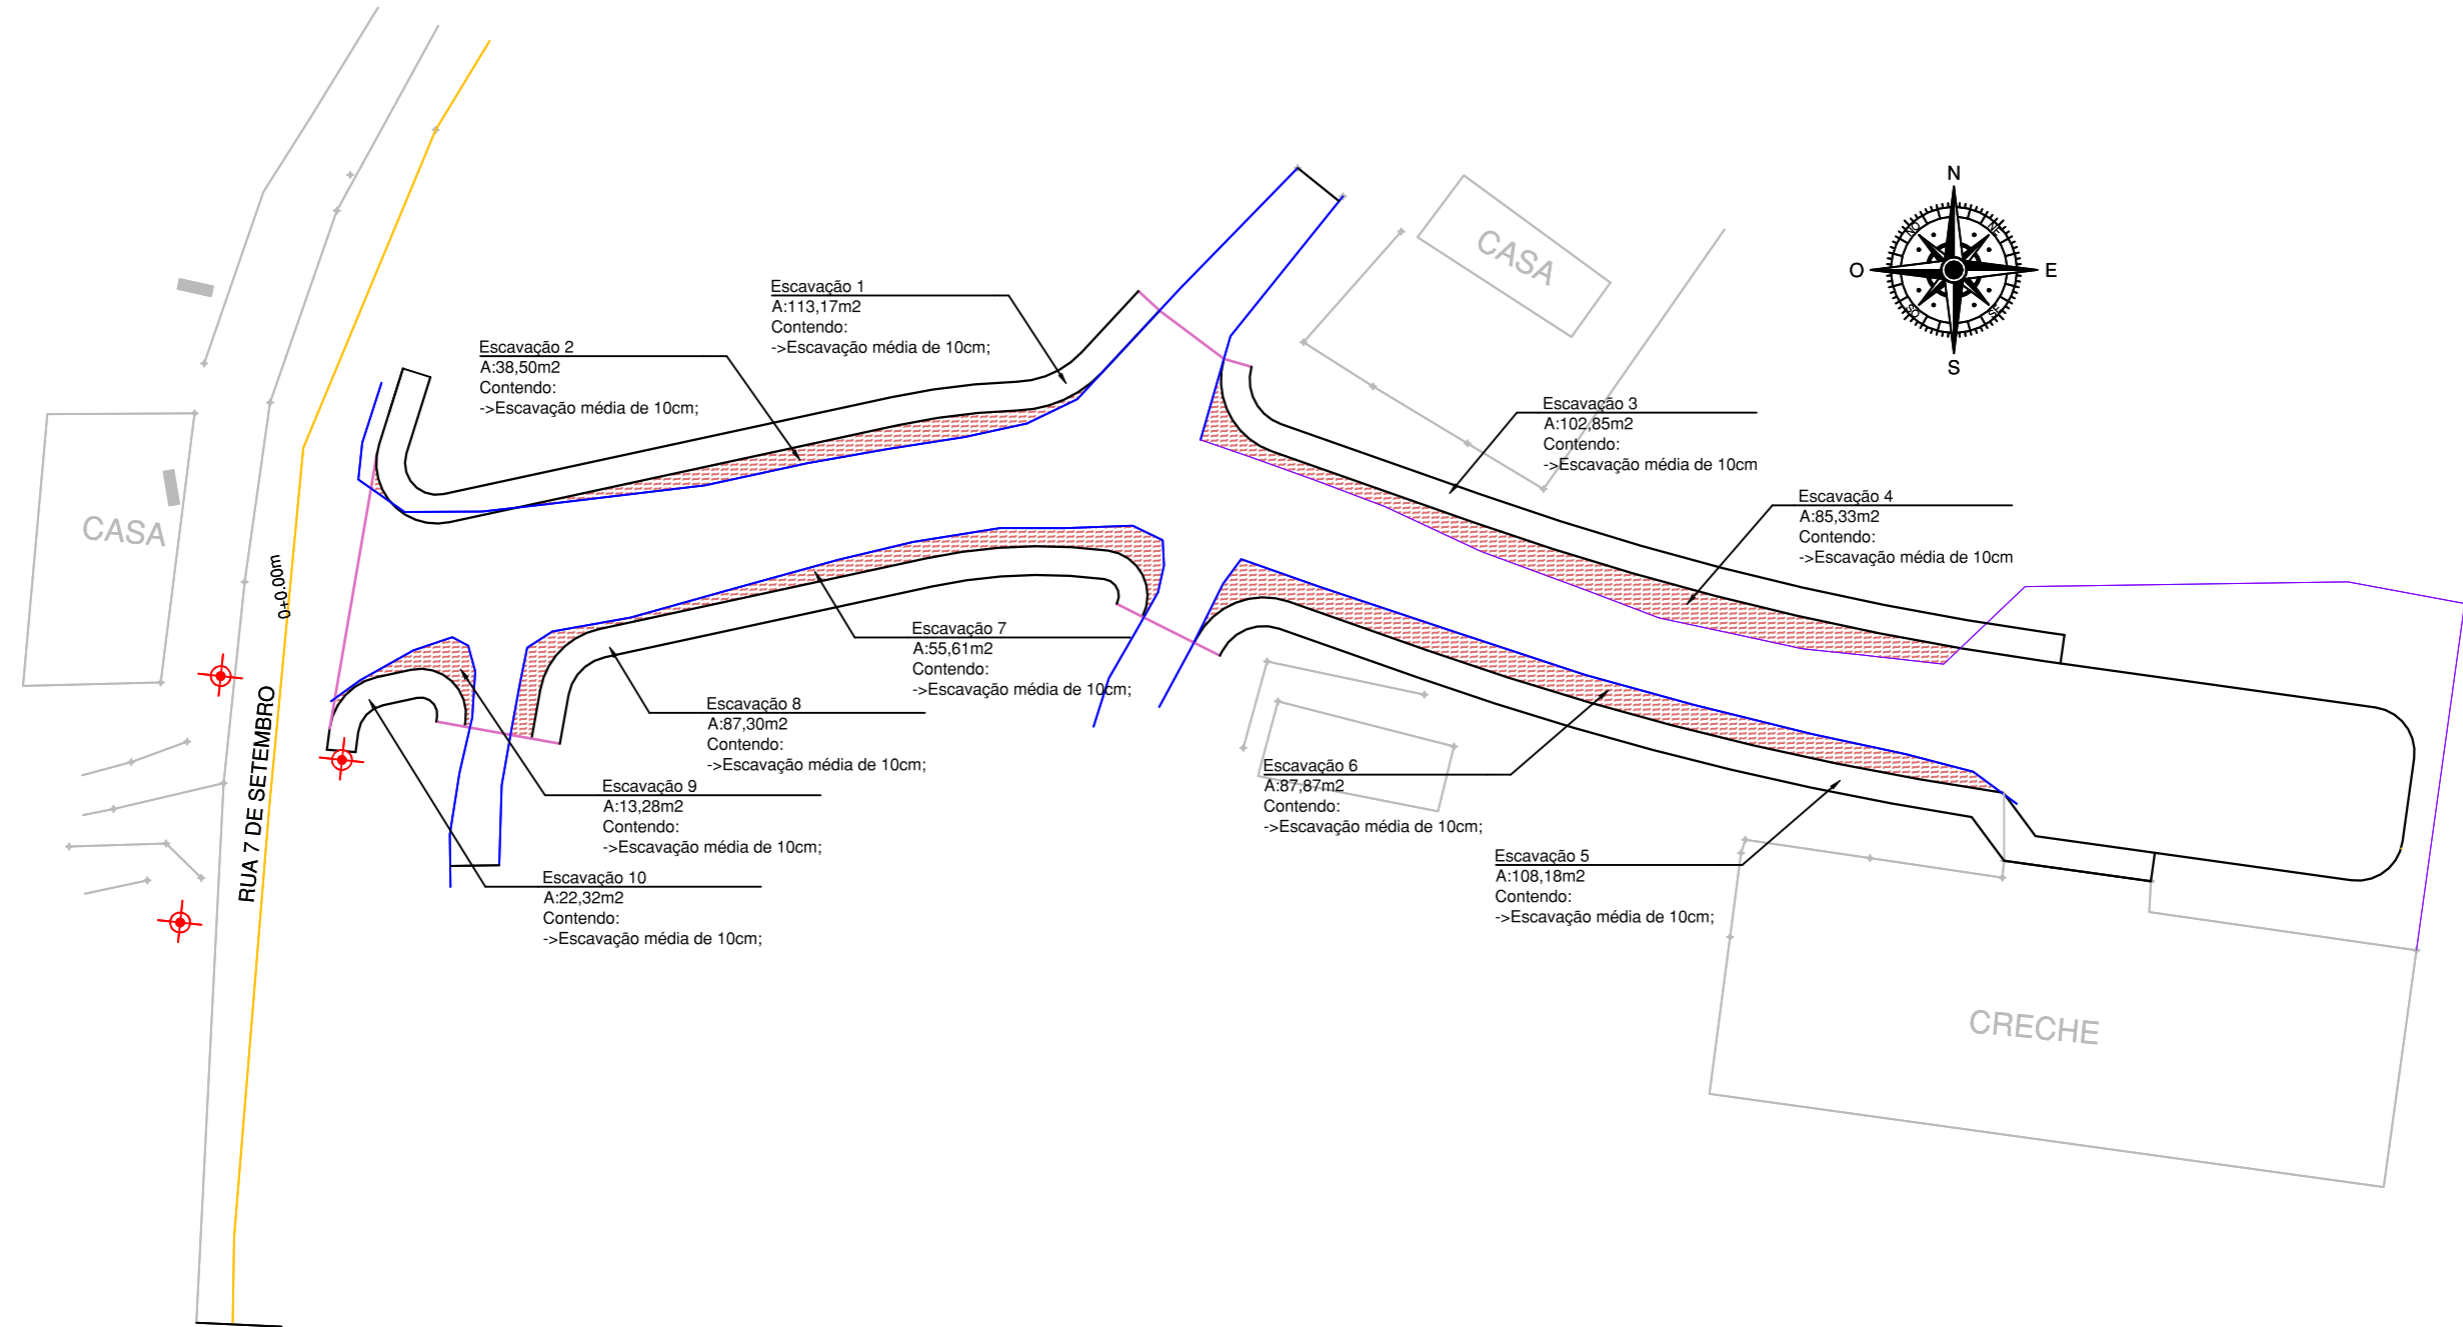 N
NO
NE
O
E
SO
SE
S
CASA
Escavação 1
A:113,17m2
Contendo:
->Escavação média de 10cm;
Escavação 2
A:38,50m2
Contendo:
->Escavação média de 10cm;
Escavação 3
A:102,85m2
Contendo:
->Escavação média de 10cm
Escavação 4
A:85,33m2
Contendo:
->Escavação média de 10cm
CASA
0+0.00m
RUA 7 DE SETEMBRO
Escavação 7
A:55,61m2
Contendo:
->Escavação média de 10cm;
Escavação 8
A:87,30m2
Contendo:
->Escavação média de 10cm;
Escavação 9
A:13,28m2
Contendo:
->Escavação média de 10cm;
Escavação 10
A:22,32m2
Contendo:
->Escavação média de 10cm;
Escavação 6
A:87,87m2
Contendo:
->Escavação média de 10cm;
Escavação 5
A:108,18m2
Contendo:
->Escavação média de 10cm;
CRECHE